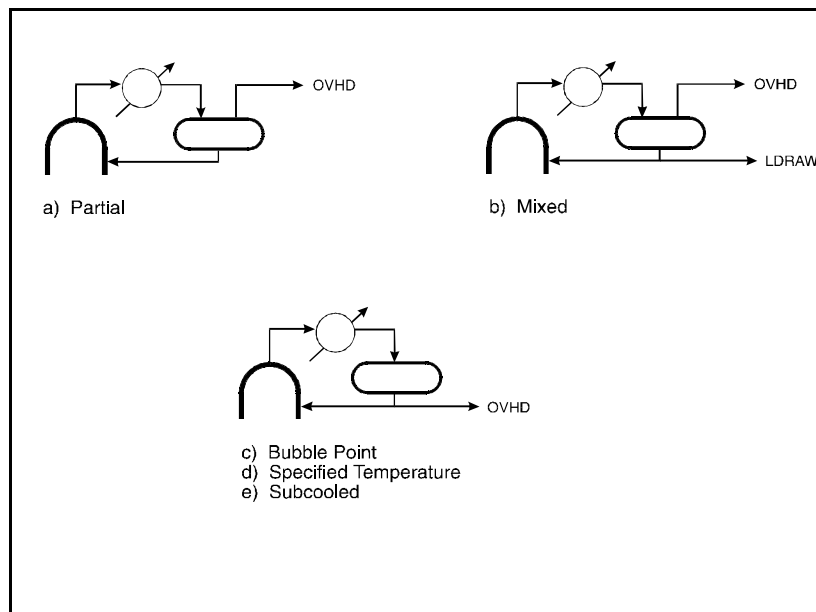 OVHD
a) Partial
OVHD
LDRAW
b) Mixed
OVHD
c) Bubble Point
d) Specified Temperature
e) Subcooled